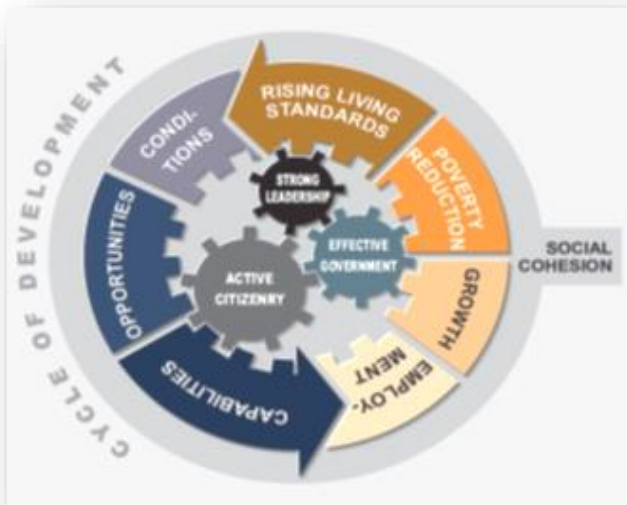 CYCLE OF DEVELOPMENT
RISING LIVING
STANDARDS
POVERTY
REDUCTION
GROWTH
EMPLOY-
MENT
CAPABILITIES
OPPORTUNITIES
CONDI-
TIONS
STRONG
LEADERSHIP
EFFECTIVE
GOVERNMENT
ACTIVE
CITIZENRY
SOCIAL
COHESION